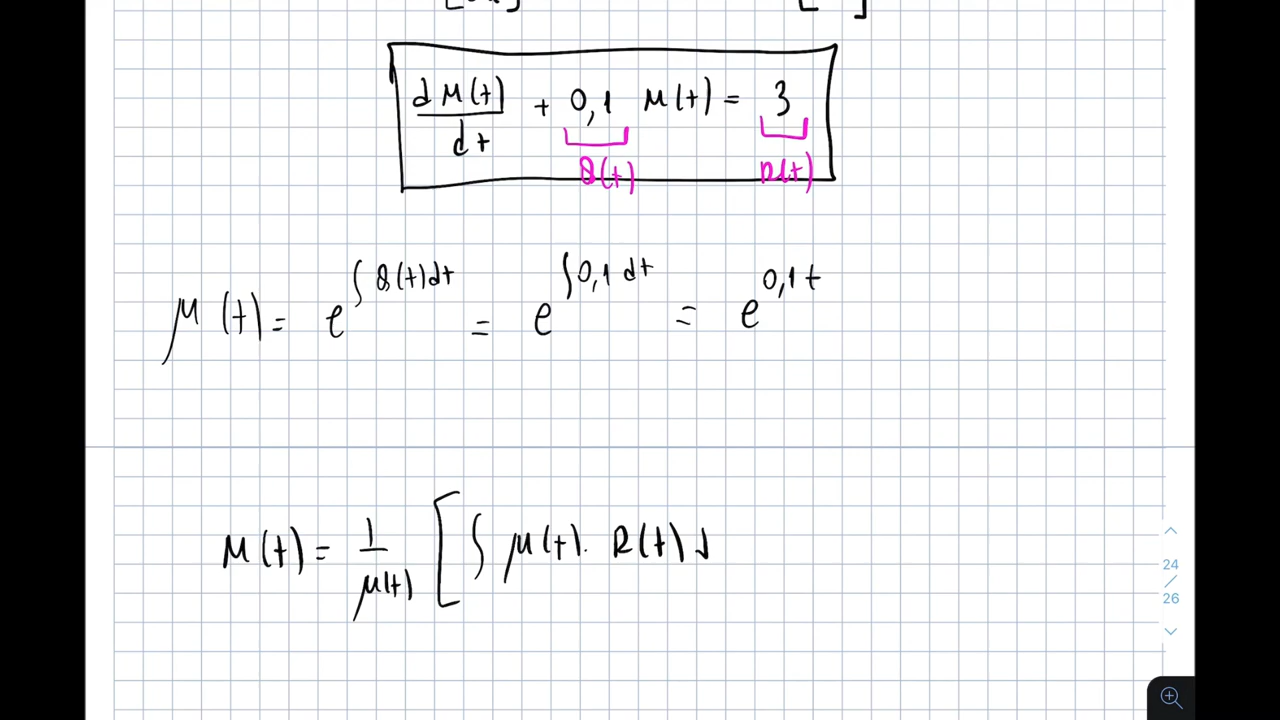 dM(t)/dt + 0,1 M(t) = 3
Q(t) R(t)
μ(t) = e^∫Q(t)dt = e^∫0,1 dt = e^0,1t
M(t) = 1/μ(t) [ ∫ μ(t). R(t) d
24
/
26